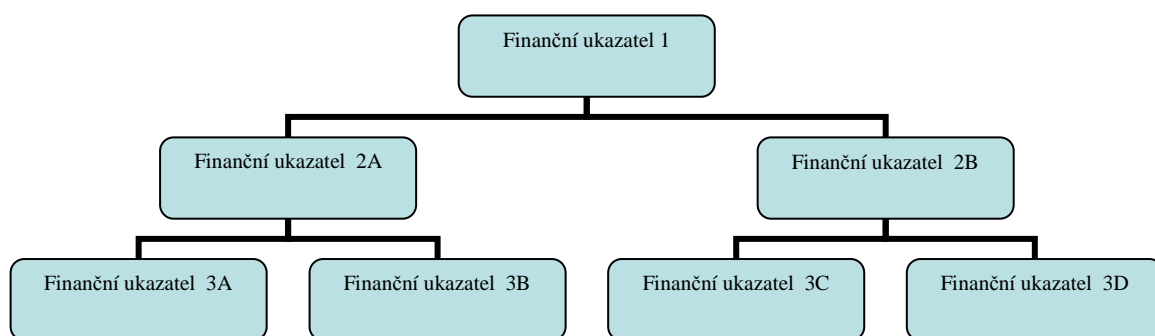 Finanční ukazatel 1
Finanční ukazatel  2A
Finanční ukazatel  2B
Finanční ukazatel  3A
Finanční ukazatel  3B
Finanční ukazatel  3C
Finanční ukazatel  3D